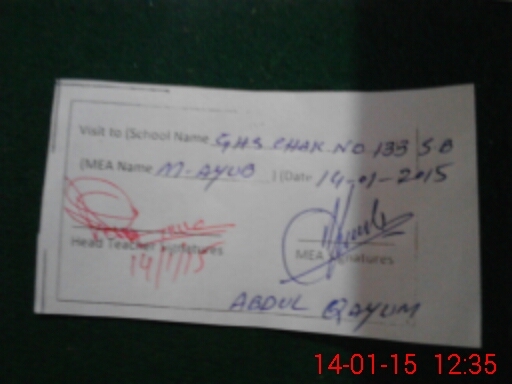 Visit to (School Name GHS CHAK NO 133 SB
(MEA Name M-AYUB ) (Date 14-01-2015
Head Teacher signatures
14/1/15
MEA signatures
ABDUL QAYUM
14-01-15 12:35